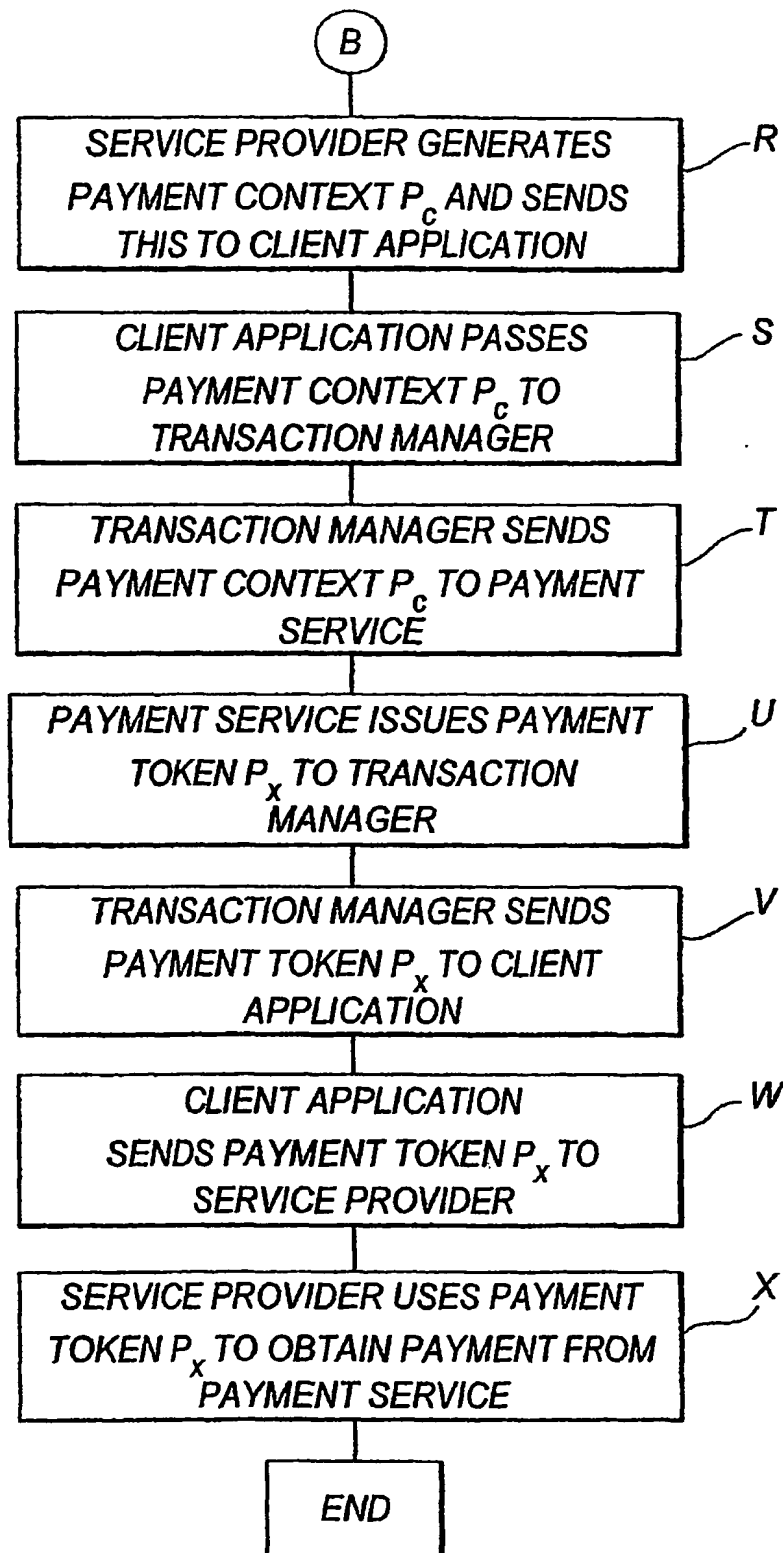 B
SERVICE PROVIDER GENERATES
PAYMENT CONTEXT Pc AND SENDS
THIS TO CLIENT APPLICATION
R
CLIENT APPLICATION PASSES
PAYMENT CONTEXT Pc TO
TRANSACTION MANAGER
S
TRANSACTION MANAGER SENDS
PAYMENT CONTEXT Pc TO PAYMENT
SERVICE
T
PAYMENT SERVICE ISSUES PAYMENT
TOKEN Px TO TRANSACTION
MANAGER
U
TRANSACTION MANAGER SENDS
PAYMENT TOKEN Px TO CLIENT
APPLICATION
V
CLIENT APPLICATION
SENDS PAYMENT TOKEN Px TO
SERVICE PROVIDER
W
SERVICE PROVIDER USES PAYMENT
TOKEN Px TO OBTAIN PAYMENT FROM
PAYMENT SERVICE
X
END